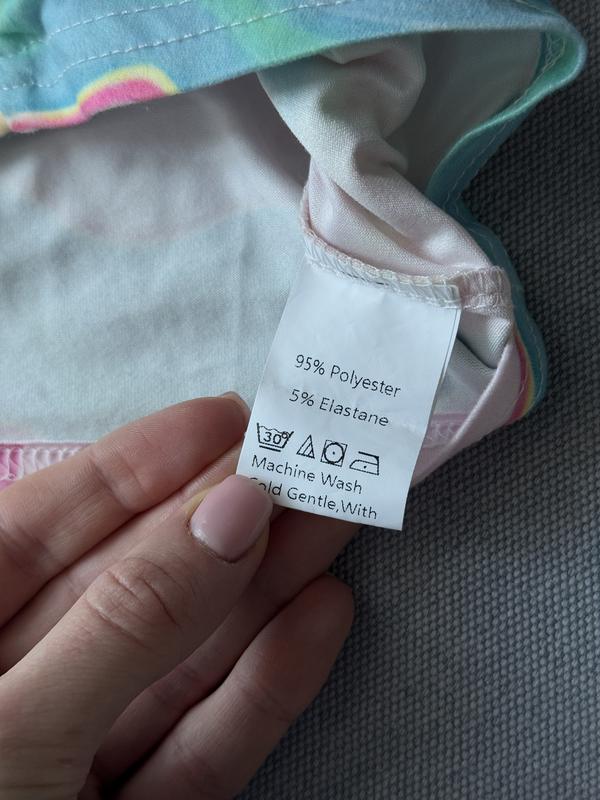 95% Polyester
5% Elastane
30°
Machine Wash
Cold Gentle,With